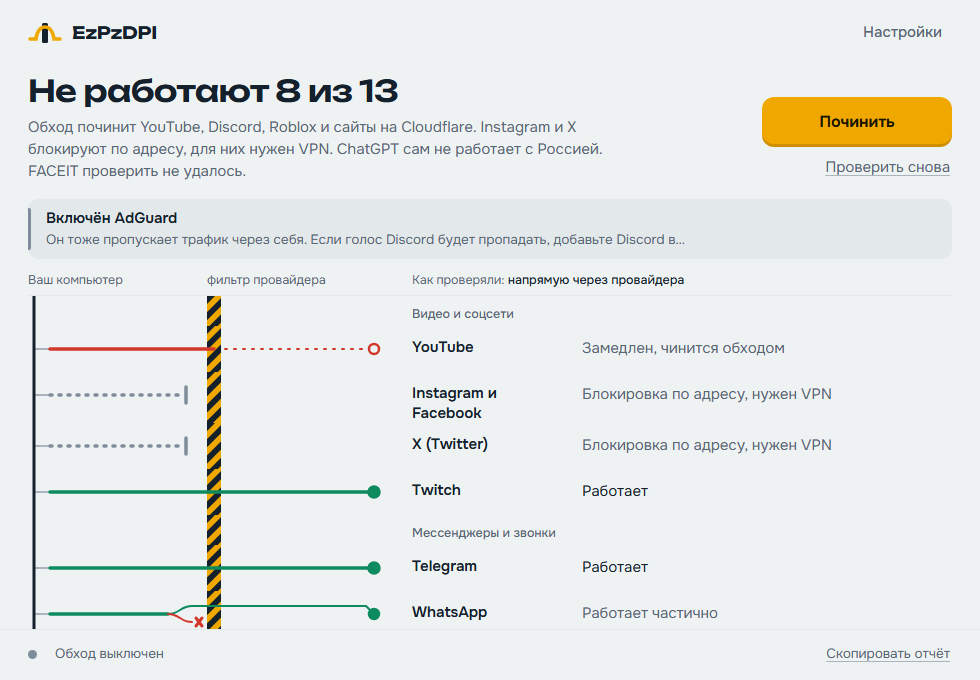 EzPzDPI
Настройки
Не работают 8 из 13
Обход починит YouTube, Discord, Roblox и сайты на Cloudflare. Instagram и X
блокируют по адресу, для них нужен VPN. ChatGPT сам не работает с Россией.
FACEIT проверить не удалось.
Починить
Проверить снова
Включён AdGuard
Он тоже пропускает трафик через себя. Если голос Discord будет пропадать, добавьте Discord в...
Ваш компьютер
фильтр провайдера
Как проверяли: напрямую через провайдера
Видео и соцсети
YouTube
Замедлен, чинится обходом
Instagram и
Facebook
Блокировка по адресу, нужен VPN
X (Twitter)
Блокировка по адресу, нужен VPN
Twitch
Работает
Мессенджеры и звонки
Telegram
Работает
WhatsApp
Работает частично
Обход выключен
Скопировать отчёт